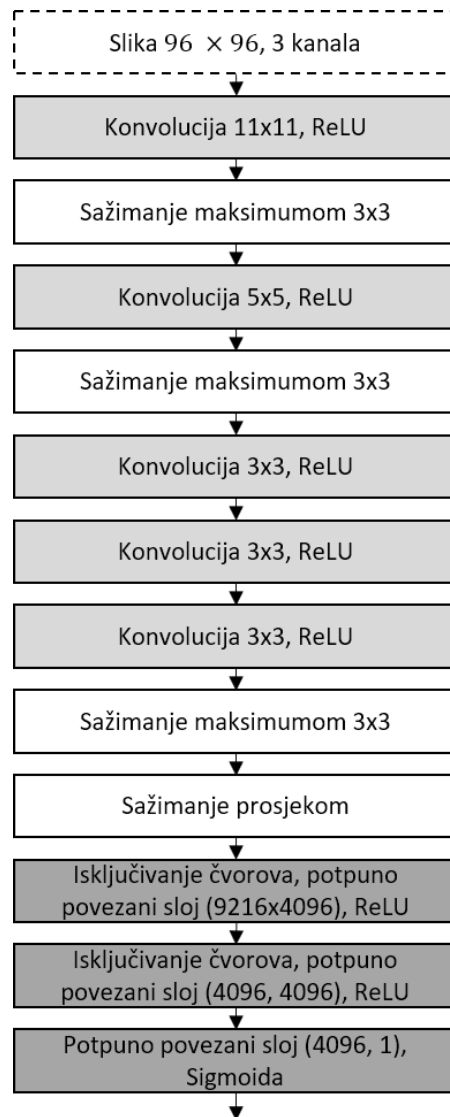 Slika 96 × 96, 3 kanala
Konvolucija 11x11, ReLU
Sažimanje maksimumom 3x3
Konvolucija 5x5, ReLU
Sažimanje maksimumom 3x3
Konvolucija 3x3, ReLU
Konvolucija 3x3, ReLU
Konvolucija 3x3, ReLU
Sažimanje maksimumom 3x3
Sažimanje prosjekom
Isključivanje čvorova, potpuno
povezani sloj (9216x4096), ReLU
Isključivanje čvorova, potpuno
povezani sloj (4096, 4096), ReLU
Potpuno povezani sloj (4096, 1),
Sigmoida